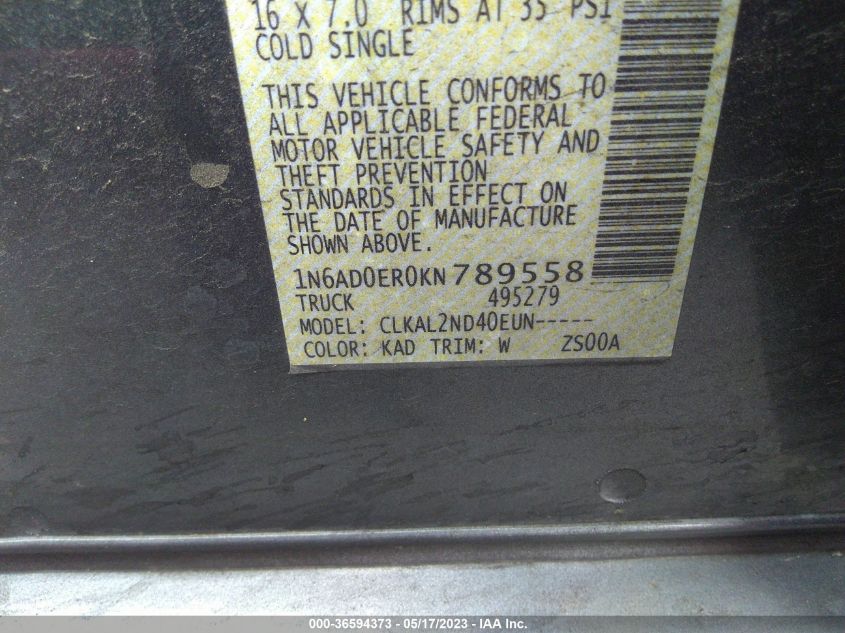 16 X 7.0 RIMS AT 35 PSI
COLD SINGLE
THIS VEHICLE CONFORMS TO
ALL APPLICABLE FEDERAL
MOTOR VEHICLE SAFETY AND
THEFT PREVENTION
STANDARDS IN EFFECT ON
THE DATE OF MANUFACTURE
SHOWN ABOVE.
1N6AD0ER0KN789558
TRUCK 495279
MODEL: CLKAL2ND40EUN-----
COLOR: KAD TRIM: W ZS00A
000-36594373 - 05/17/2023 - IAA Inc.